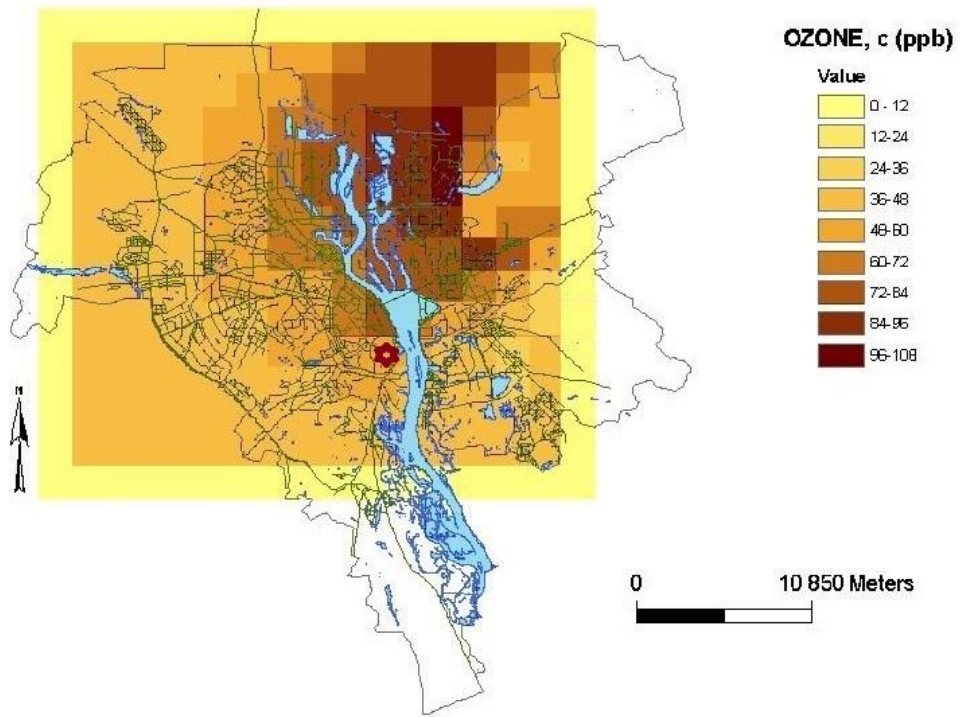 OZONE, c (ppb)
Value
0 - 12
12-24
24-36
36-48
48-60
60-72
72-84
84-96
96-108
N
0 10 850 Meters